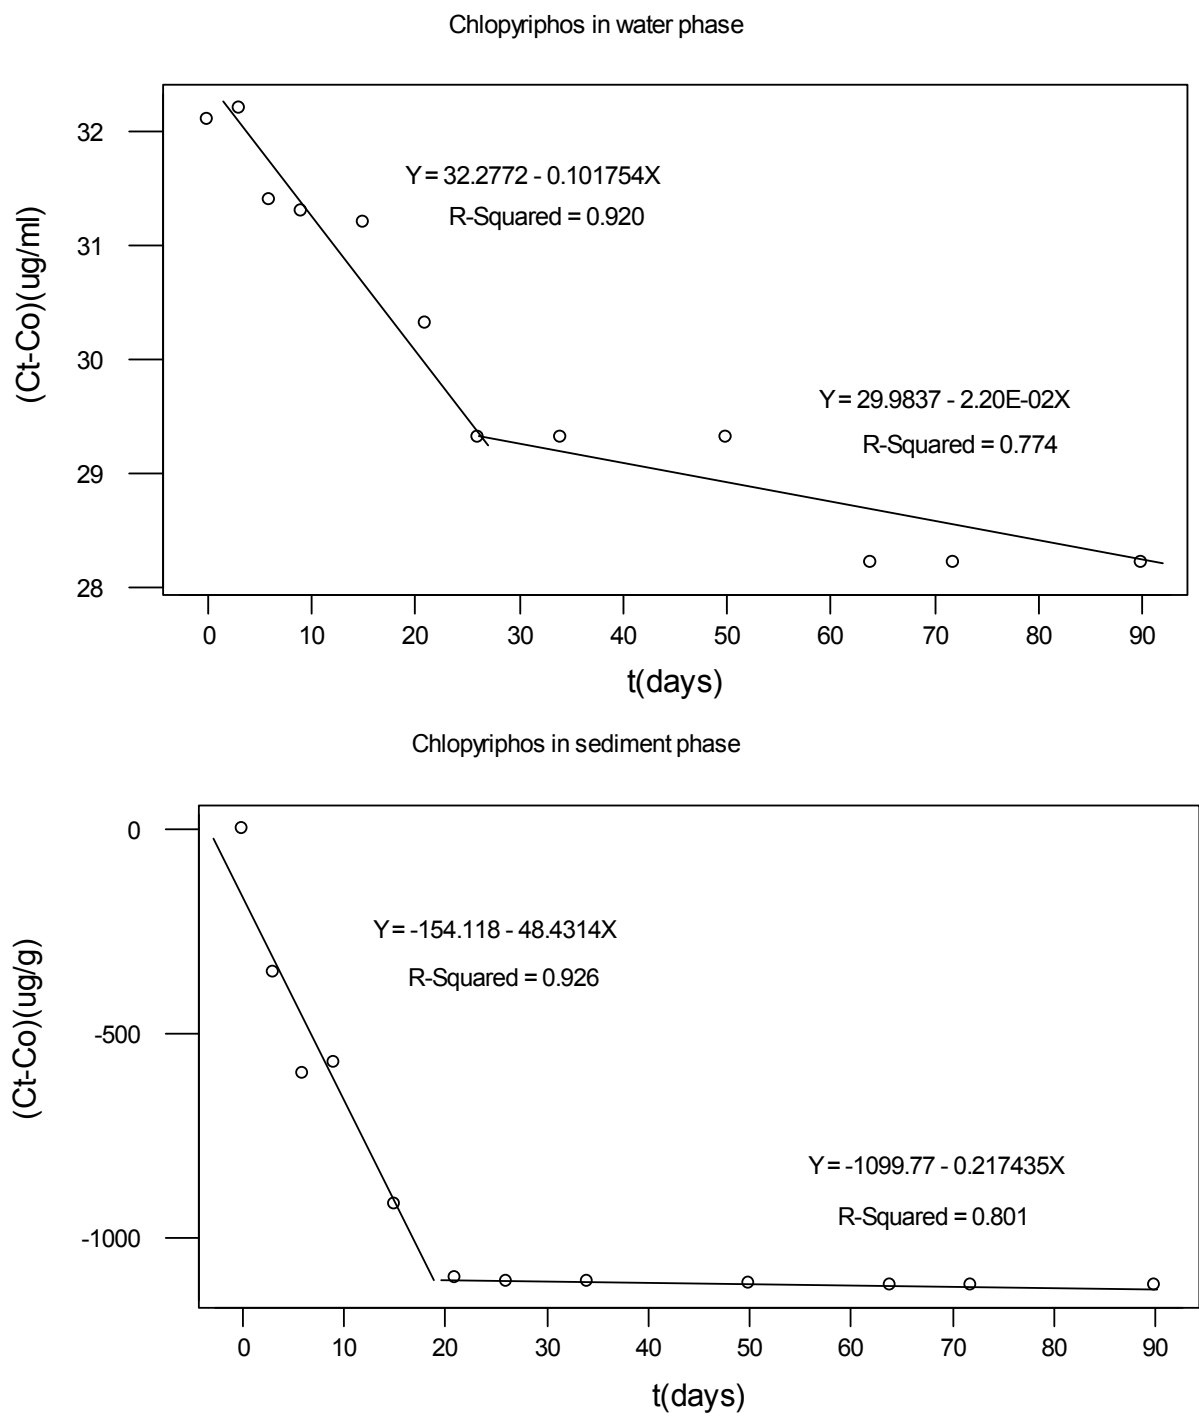 Chlopyriphos in water phase
32
31
30
29
28
(Ct-Co)(ug/ml)
Y = 32.2772 - 0.101754X
R-Squared = 0.920
Y = 29.9837 - 2.20E-02X
R-Squared = 0.774
0 10 20 30 40 50 60 70 80 90
t(days)
Chlopyriphos in sediment phase
0
-500
-1000
(Ct-Co)(ug/g)
Y = -154.118 - 48.4314X
R-Squared = 0.926
Y = -1099.77 - 0.217435X
R-Squared = 0.801
0 10 20 30 40 50 60 70 80 90
t(days)